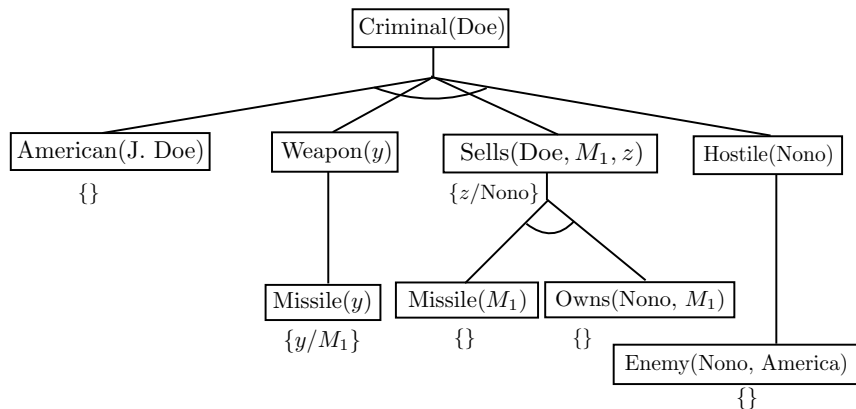 Criminal(Doe)
American(J. Doe)
Weapon(y)
Sells(Doe, M₁, z)
Hostile(Nono)
{}
{z/Nono}
Missile(y)
Missile(M₁)
Owns(Nono, M₁)
{y/M₁}
{}
{}
Enemy(Nono, America)
{}